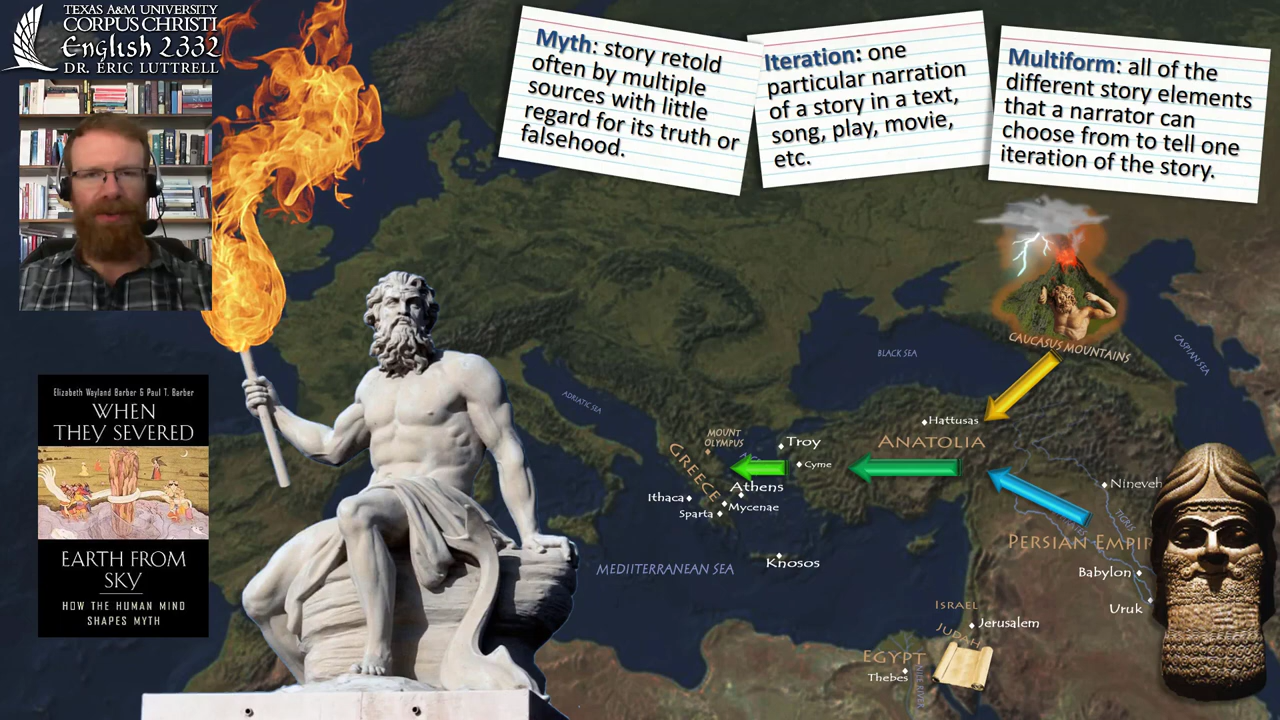 TEXAS A&M UNIVERSITY
CORPUS CHRISTI
English 2332
DR. ERIC LUTTRELL
Myth: story retold
often by multiple
sources with little
regard for its truth or
falsehood.
Iteration: one
particular narration
of a story in a text,
song, play, movie,
etc.
Multiform: all of the
different story elements
that a narrator can
choose from to tell one
iteration of the story.
Elizabeth Wayland Barber & Paul T. Barber
WHEN
THEY SEVERED
EARTH FROM
SKY
HOW THE HUMAN MIND
SHAPES MYTH
CAUCASUS MOUNTAINS
BLACK SEA
CASPIAN SEA
ADRIATIC SEA
Hattusas
ANATOLIA
MOUNT
OLYMPUS
Troy
GREECE
Cyme
Athens
Ithaca
Mycenae
Sparta
Nineveh
TIGRIS
PERSIAN EMPIR
Babylon
Uruk
MEDIITERRANEAN SEA
Knosos
ISRAEL
Jerusalem
JUDAH
EGYPT
Thebes
NILE RIVER